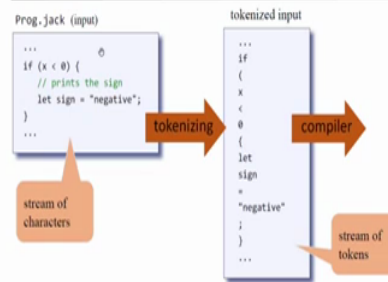 Prog.jack (input)
...
if (x < 0) {
// prints the sign
let sign = "negative";
}
...
stream of
characters
tokenizing
tokenized input
...
if
(
x
<
0
{
let
sign
=
"negative"
;
}
...
compiler
stream of
tokens